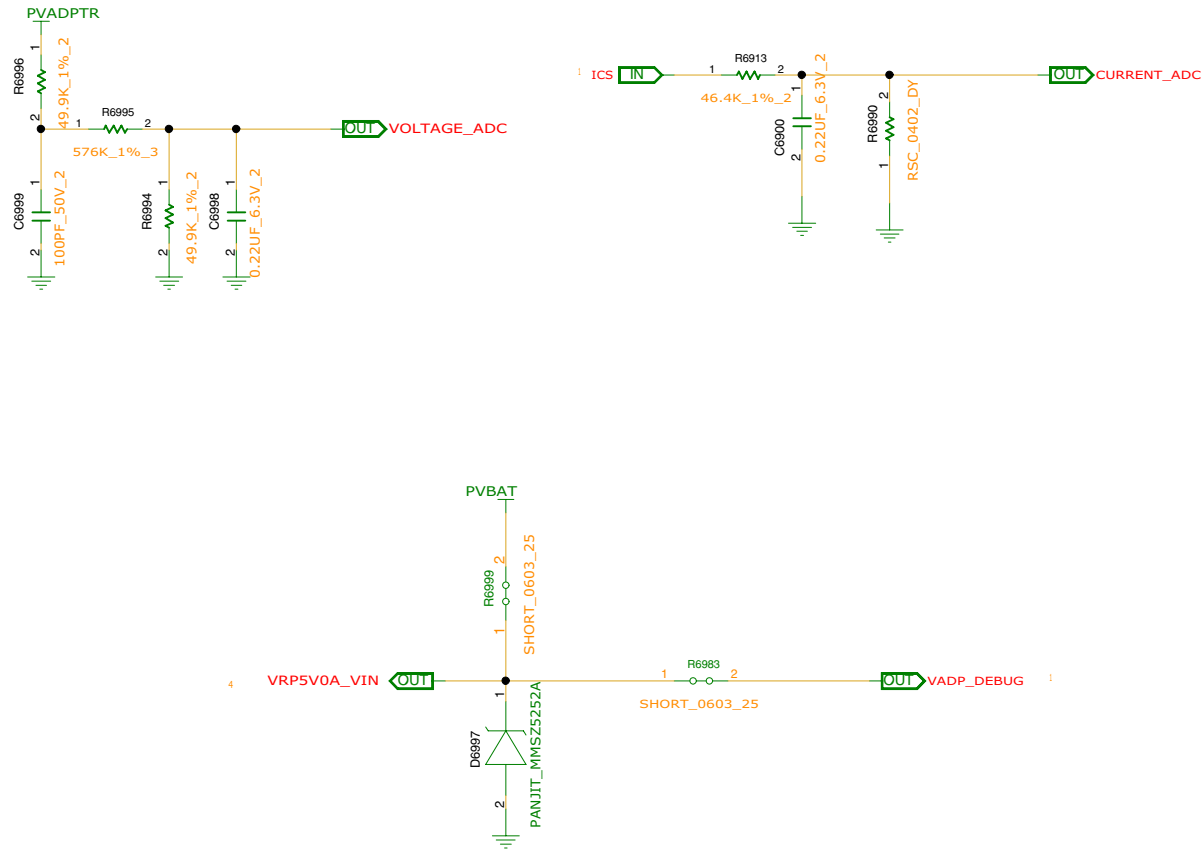 PVADPTR
1
R6996
49.9K_1%_2
2
1
R6995
2
576K_1%_3
OUT
VOLTAGE_ADC
1
C6999
100PF_50V_2
2
1
R6994
49.9K_1%_2
2
1
C6998
0.22UF_6.3V_2
2
1
ICS
IN
1
R6913
2
46.4K_1%_2
1
C6900
0.22UF_6.3V_2
2
2
R6990
RSC_0402_DY
1
OUT
CURRENT_ADC
PVBAT
2
R6999
SHORT_0603_25
1
4
VRP5V0A_VIN
OUT
1
R6983
2
SHORT_0603_25
OUT
VADP_DEBUG
1
1
D6997
PANJIT_MMSZ5252A
2